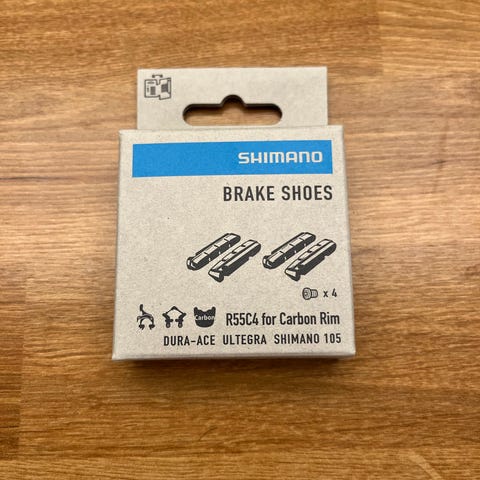 SHIMANO
BRAKE SHOES
x 4
Carbon
R55C4 for Carbon Rim
DURA-ACE ULTEGRA SHIMANO 105